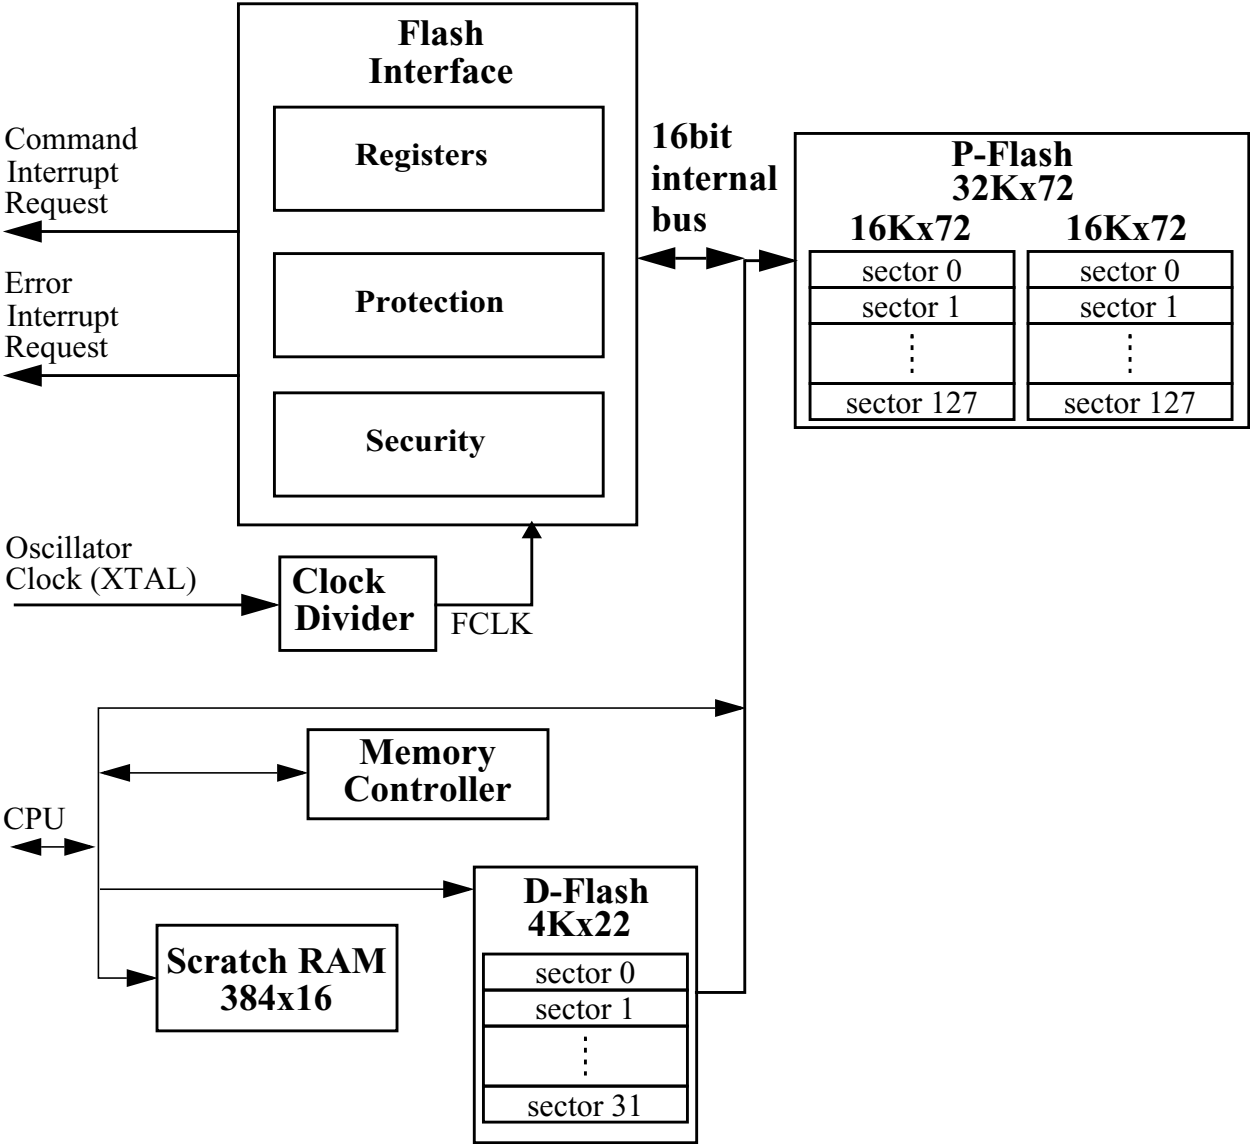 Flash
Interface
Registers
Protection
Security
Command
Interrupt
Request
Error
Interrupt
Request
16bit
internal
bus
P-Flash
32Kx72
16Kx72
16Kx72
sector 0
sector 0
sector 1
sector 1
sector 127
sector 127
Oscillator
Clock (XTAL)
Clock
Divider
FCLK
Memory
Controller
CPU
D-Flash
4Kx22
sector 0
sector 1
sector 31
Scratch RAM
384x16